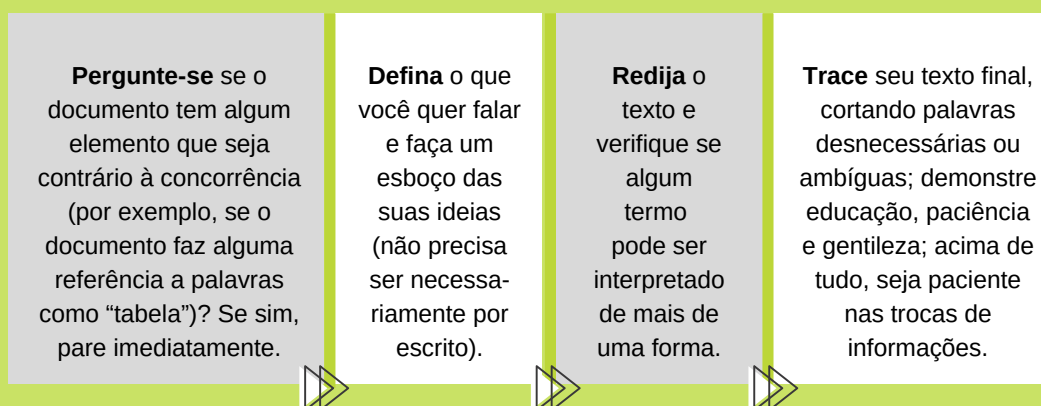 Pergunte-se se o
documento tem algum
elemento que seja
contrário à concorrência
(por exemplo, se o
documento faz alguma
referência a palavras
como “tabela”)? Se sim,
pare imediatamente.
Defina o que
você quer falar
e faça um
esboço das
suas ideias
(não precisa
ser necessa-
riamente por
escrito).
Redija o
texto e
verifique se
algum
termo
pode ser
interpretado
de mais de
uma forma.
Trace seu texto final,
cortando palavras
desnecessárias ou
ambíguas; demonstre
educação, paciência
e gentileza; acima de
tudo, seja paciente
nas trocas de
informações.